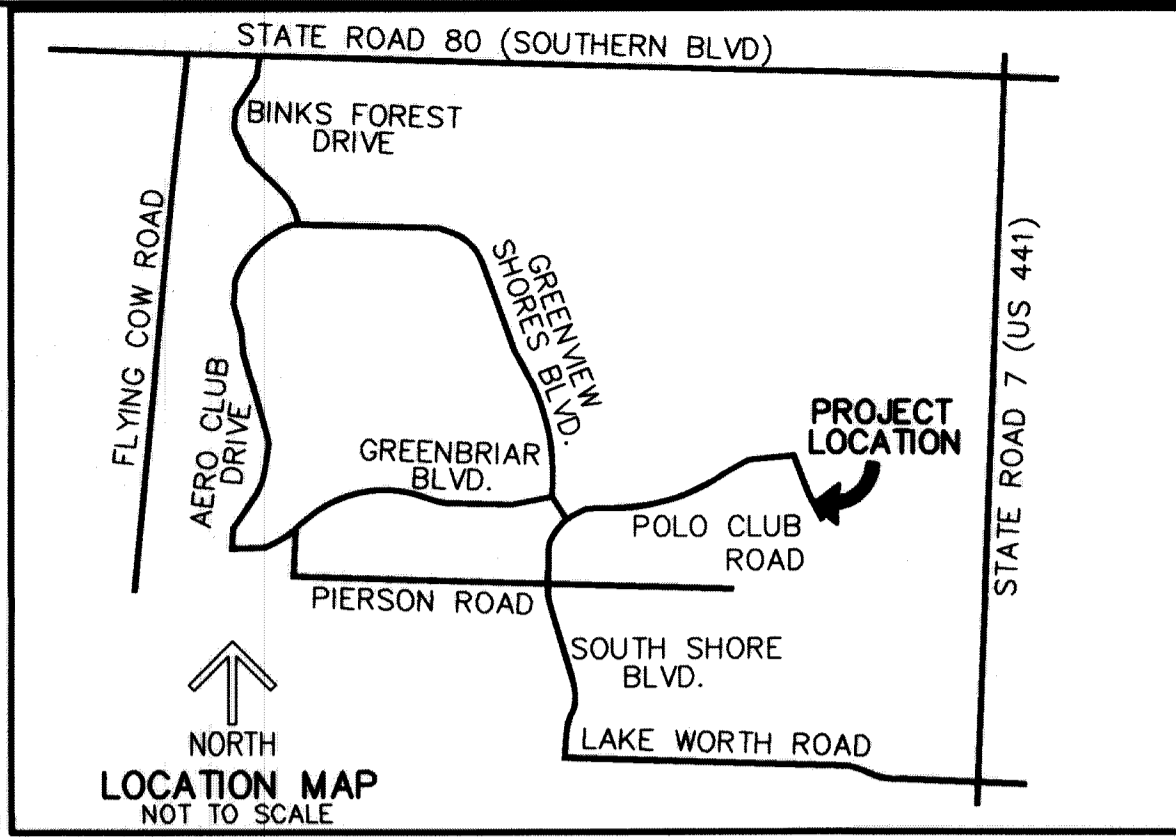 STATE ROAD 80 (SOUTHERN BLVD)
BINKS FOREST
DRIVE
FLYING COW ROAD
GREENVIEW
SHORES BLVD.
STATE ROAD 7 (US 441)
AERO CLUB
DRIVE
GREENBRIAR
BLVD.
PROJECT
LOCATION
POLO CLUB
ROAD
PIERSON ROAD
SOUTH SHORE
BLVD.
LAKE WORTH ROAD
NORTH
LOCATION MAP
NOT TO SCALE